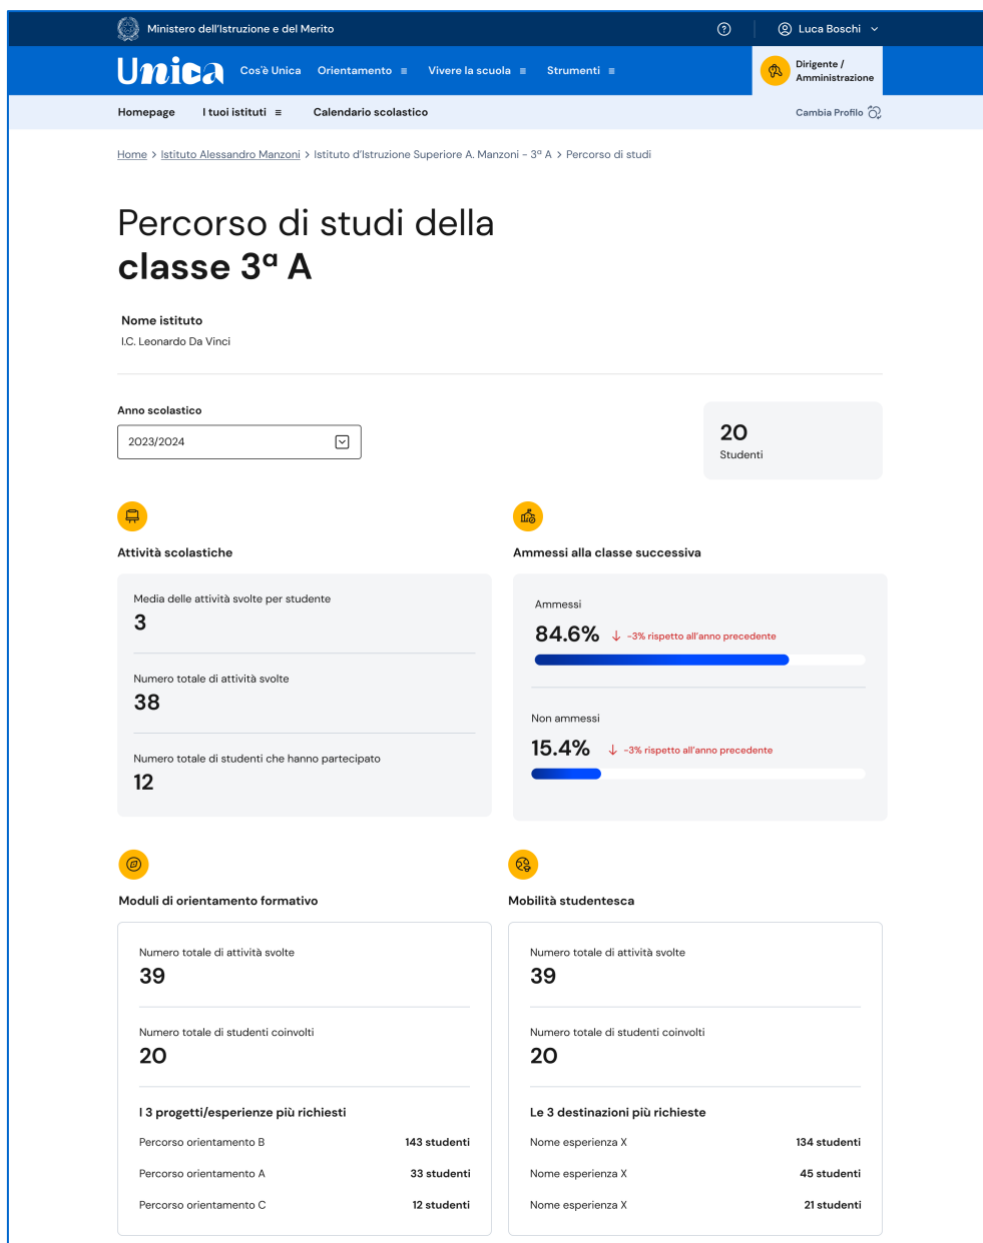 Ministero dell'Istruzione e del Merito
Luca Boschi
Unica
Cos'è Unica Orientamento Vivere la scuola Strumenti
Dirigente /
Amministrazione
Homepage I tuoi istituti Calendario scolastico
Cambia Profilo
Home > Istituto Alessandro Manzoni > Istituto d'Istruzione Superiore A. Manzoni - 3ª A > Percorso di studi
Percorso di studi della
classe 3ª A
Nome istituto
I.C. Leonardo Da Vinci
Anno scolastico
2023/2024
20
Studenti
Attività scolastiche
Media delle attività svolte per studente
3
Numero totale di attività svolte
38
Numero totale di studenti che hanno partecipato
12
Ammessi alla classe successiva
Ammessi
84.6% ↓ -3% rispetto all'anno precedente
Non ammessi
15.4% ↓ -3% rispetto all'anno precedente
Moduli di orientamento formativo
Numero totale di attività svolte
39
Numero totale di studenti coinvolti
20
I 3 progetti/esperienze più richiesti
Percorso orientamento B 143 studenti
Percorso orientamento A 33 studenti
Percorso orientamento C 12 studenti
Mobilità studentesca
Numero totale di attività svolte
39
Numero totale di studenti coinvolti
20
Le 3 destinazioni più richieste
Nome esperienza X 134 studenti
Nome esperienza X 45 studenti
Nome esperienza X 21 studenti